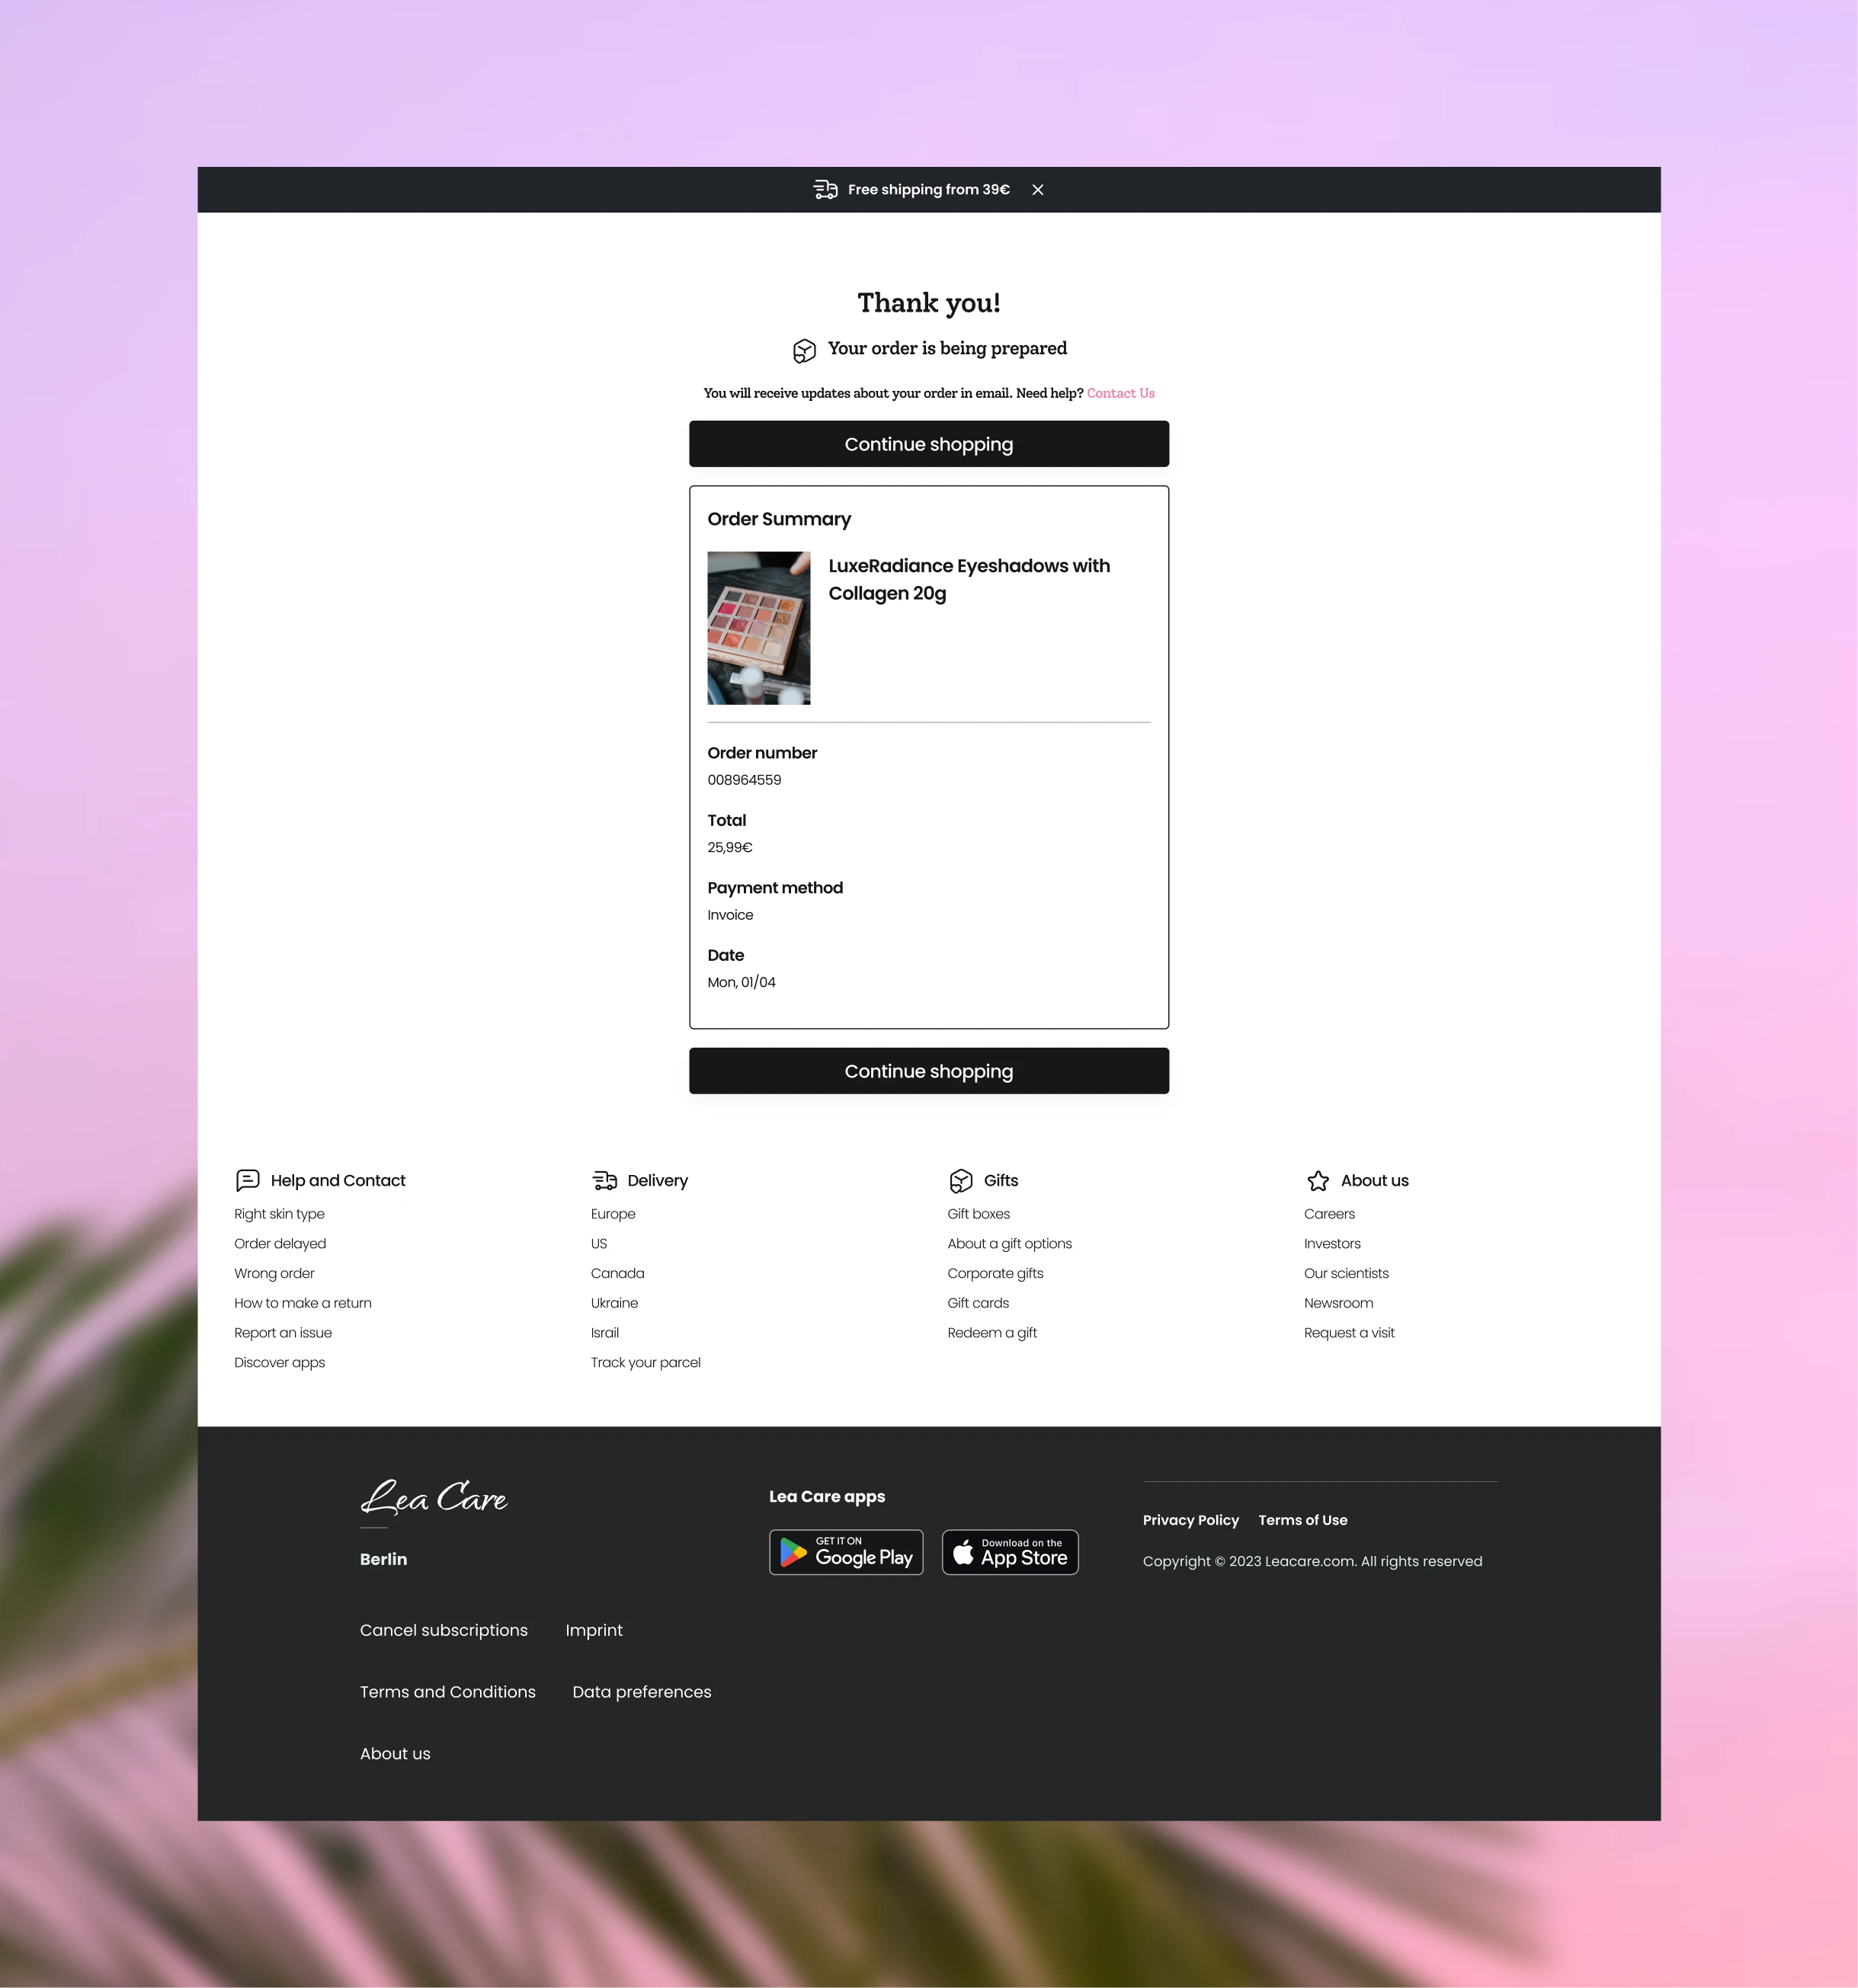 Free shipping from 39€
Thank you!
Your order is being prepared
You will receive updates about your order in email. Need help? Contact Us
Continue shopping
Order Summary
LuxeRadiance Eyeshadows with
Collagen 20g
Order number
008964559
Total
25,99€
Payment method
Invoice
Date
Mon, 01/04
Continue shopping
Help and Contact
Right skin type
Order delayed
Wrong order
How to make a return
Report an issue
Discover apps
Delivery
Europe
US
Canada
Ukraine
Israil
Track your parcel
Gifts
Gift boxes
About a gift options
Corporate gifts
Gift cards
Redeem a gift
About us
Careers
Investors
Our scientists
Newsroom
Request a visit
Lea Care
Berlin
Cancel subscriptions Imprint
Terms and Conditions Data preferences
About us
Lea Care apps
GET IT ON
Google Play
Download on the
App Store
Privacy Policy Terms of Use
Copyright © 2023 Leacare.com. All rights reserved